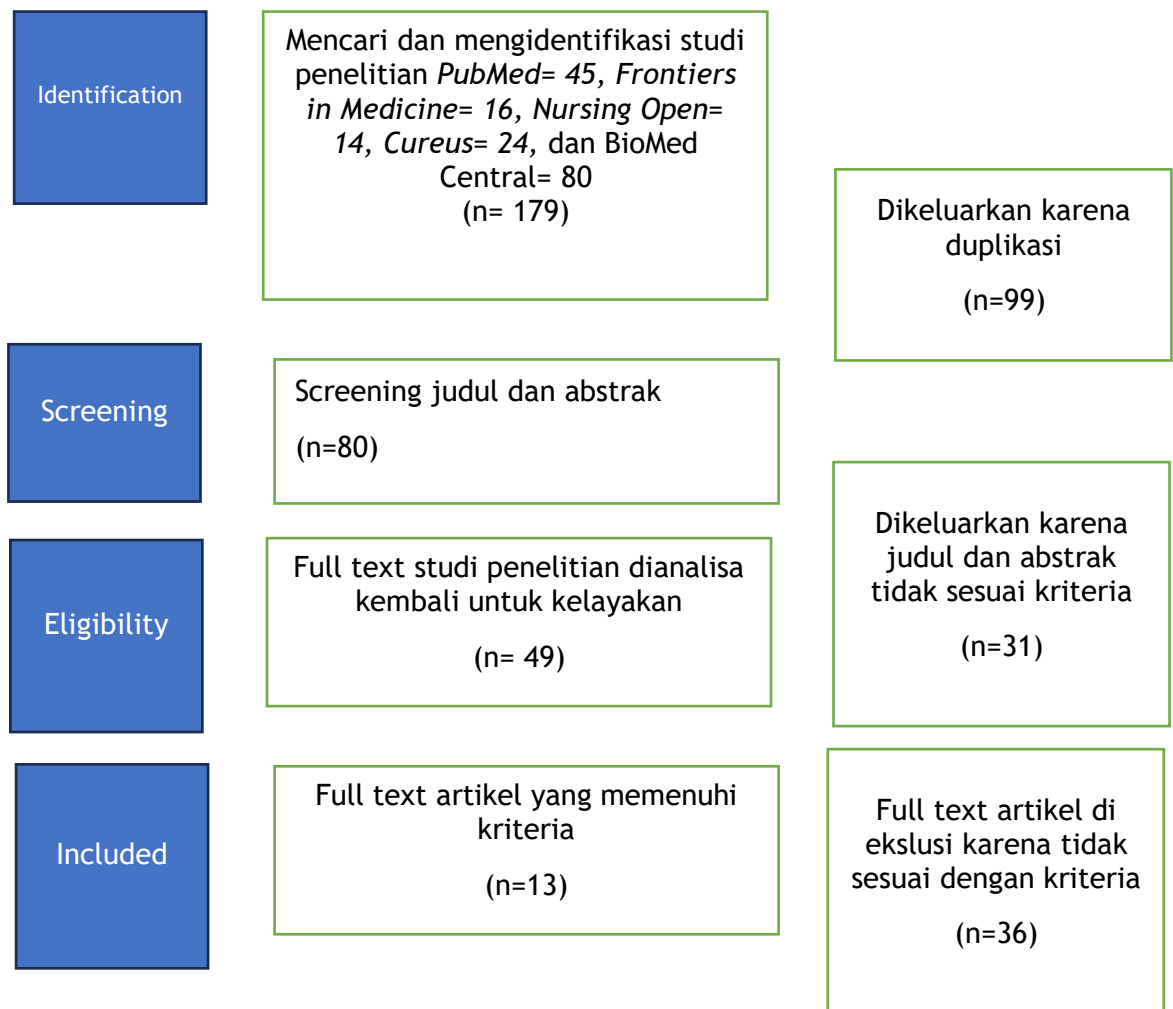 Identification
Mencari dan mengidentifikasi studi
penelitian PubMed= 45, Frontiers
in Medicine= 16, Nursing Open=
14, Cureus= 24, dan BioMed
Central= 80
(n= 179)
Dikeluarkan karena
duplikasi
(n=99)
Screening
Screening judul dan abstrak
(n=80)
Dikeluarkan karena
judul dan abstrak
tidak sesuai kriteria
(n=31)
Eligibility
Full text studi penelitian dianalisa
kembali untuk kelayakan
(n= 49)
Included
Full text artikel yang memenuhi
kriteria
(n=13)
Full text artikel di
ekslusi karena tidak
sesuai dengan kriteria
(n=36)